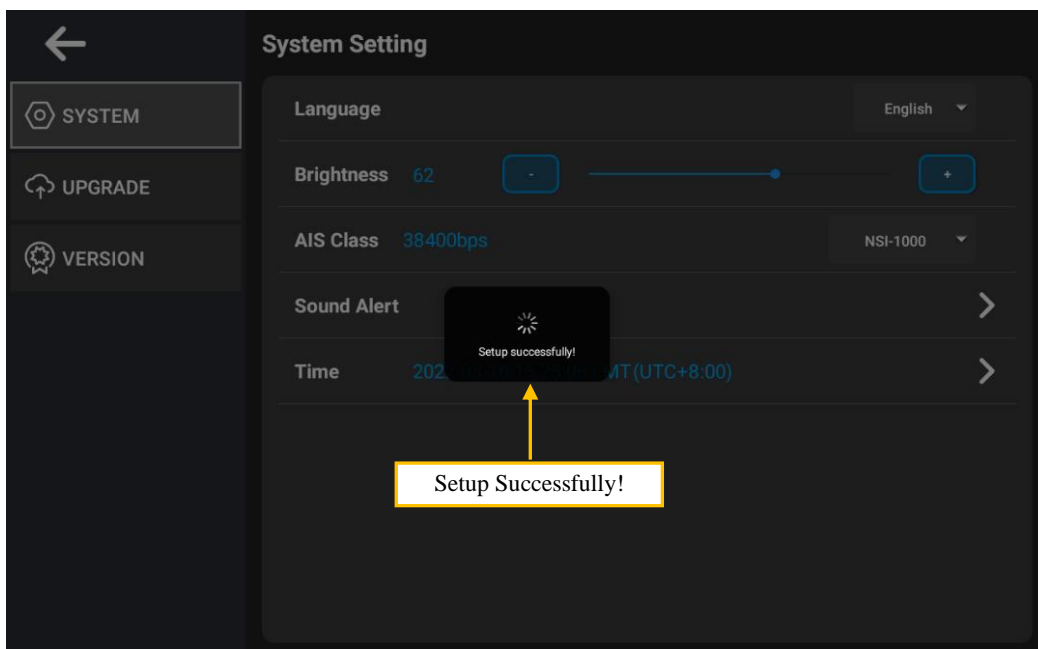 System Setting
SYSTEM
UPGRADE
VERSION
Language English
Brightness 62 - +
AIS Class 38400bps NSI-1000
Sound Alert
Setup successfully!
Time (UTC+8:00)
Setup Successfully!